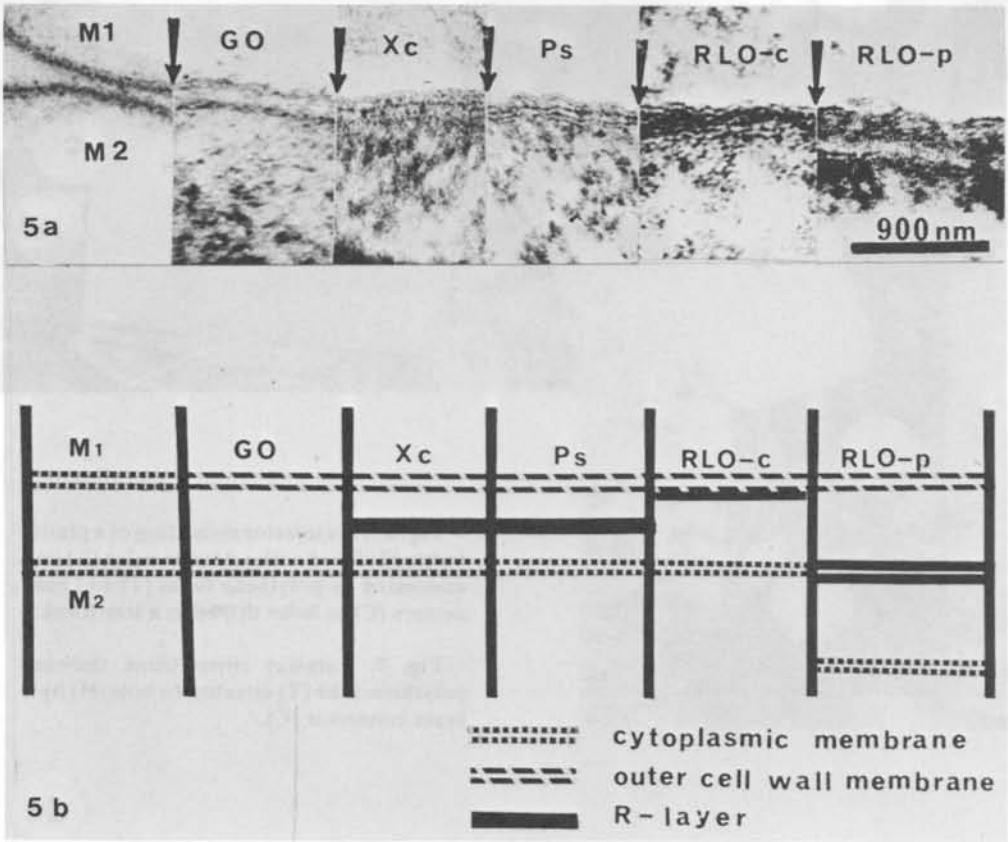 M1 GO Xc Ps RLO-c RLO-p
M2
5a
900 nm
M1 GO Xc Ps RLO-c RLO-p
M2
cytoplasmic membrane
outer cell wall membrane
R-layer
5b